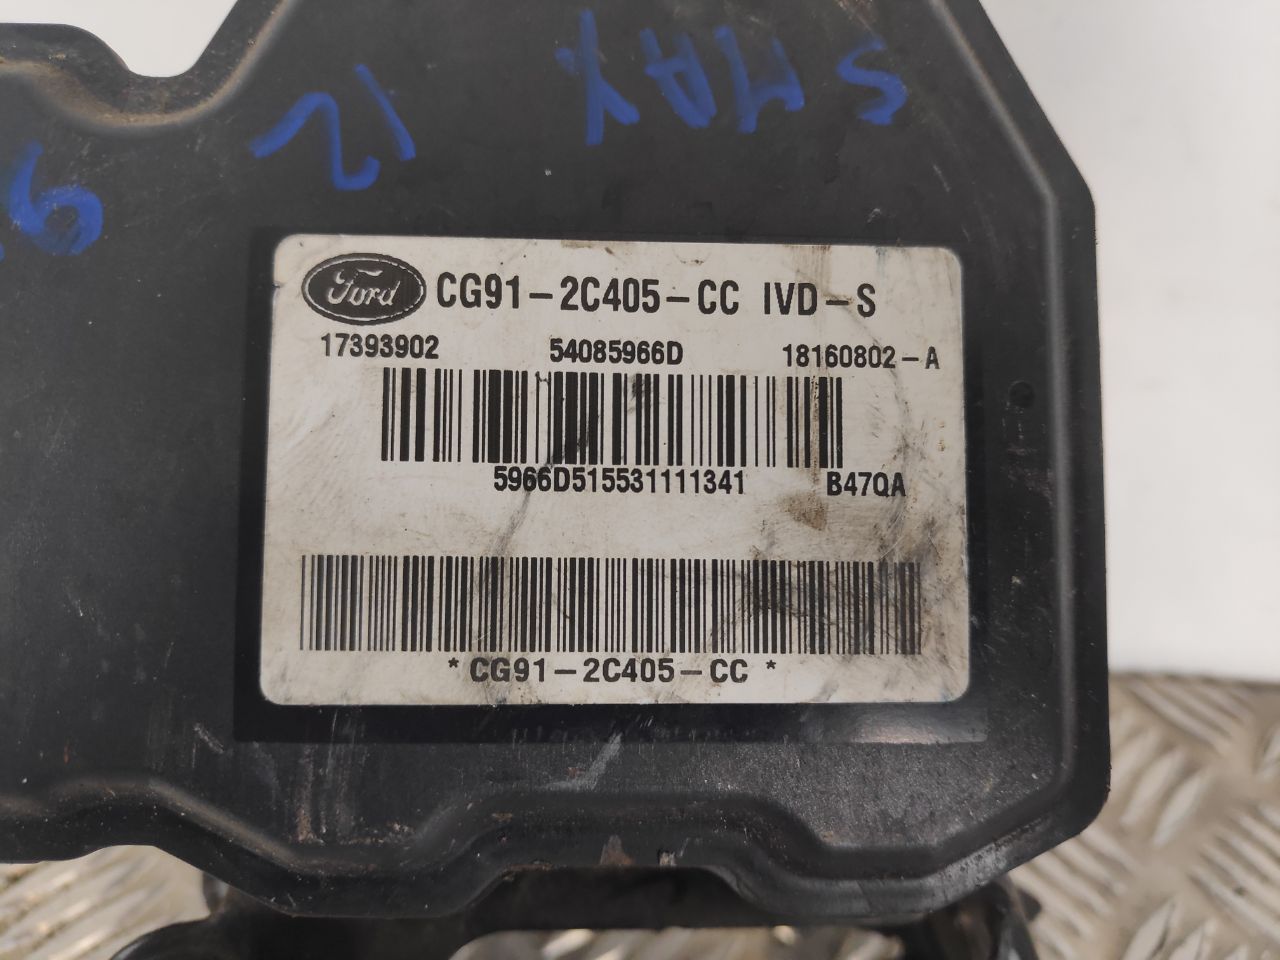 S MAX 12
Ford CG91-2C405-CC IVD-S
17393902 54085966D 18160802-A
5966D515531111341 B47QA
*CG91-2C405-CC*